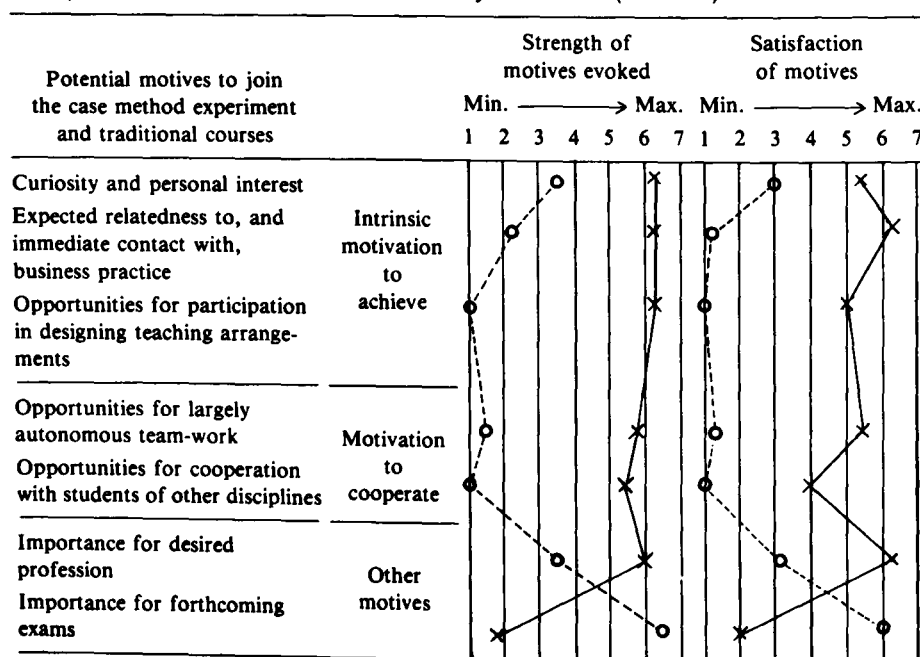 Strength of motives evoked
Satisfaction of motives
Potential motives to join
the case method experiment
and traditional courses
Min. Max. Min. Max.
1 2 3 4 5 6 7 1 2 3 4 5 6 7
Curiosity and personal interest
Expected relatedness to, and
immediate contact with,
business practice
Opportunities for participation
in designing teaching arrange-
ments
Intrinsic
motivation
to
achieve
Opportunities for largely
autonomous team-work
Opportunities for cooperation
with students of other disciplines
Motivation
to
cooperate
Importance for desired
profession
Importance for forthcoming
exams
Other
motives